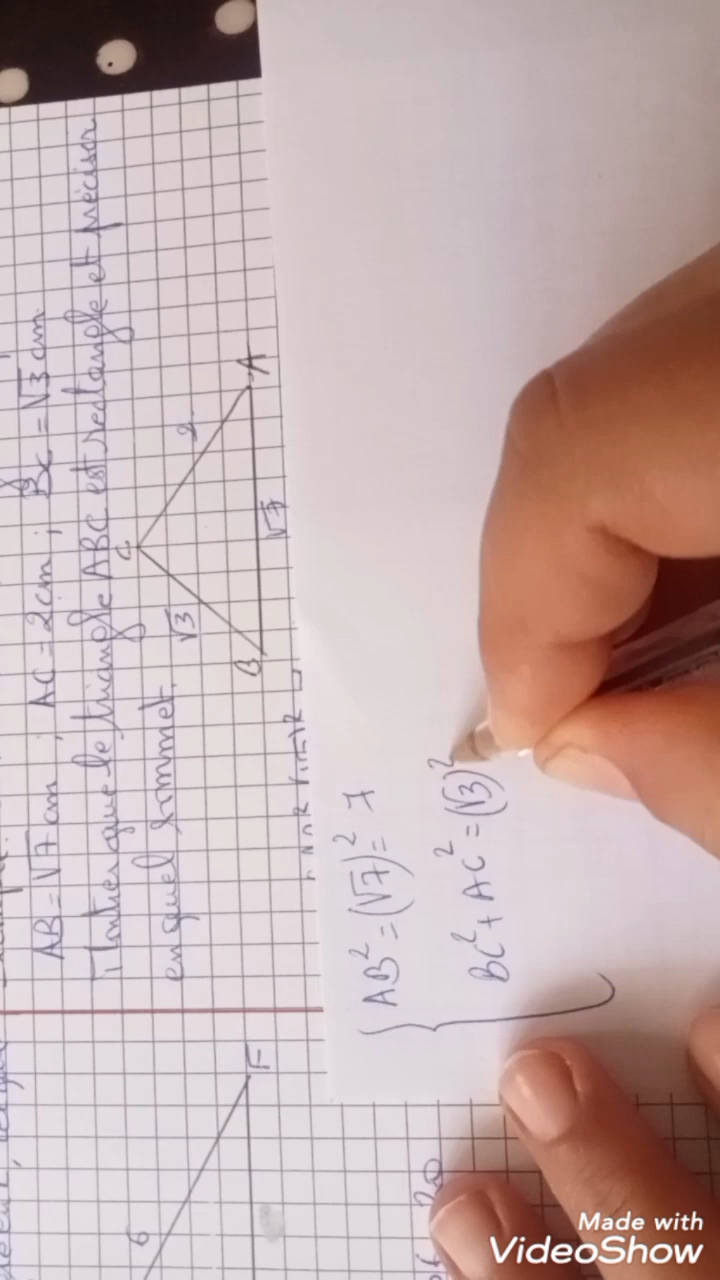 AB = √7 cm ; AC = 2cm ; BC = √3 cm.
Montrer que le triangle ABC est rectangle et préciser
en quel sommet.
C
√3
2
B
A
√7
AB² = (√7)² = 7
BC² + AC² = (√3)²
F
6
Made with
VideoShow